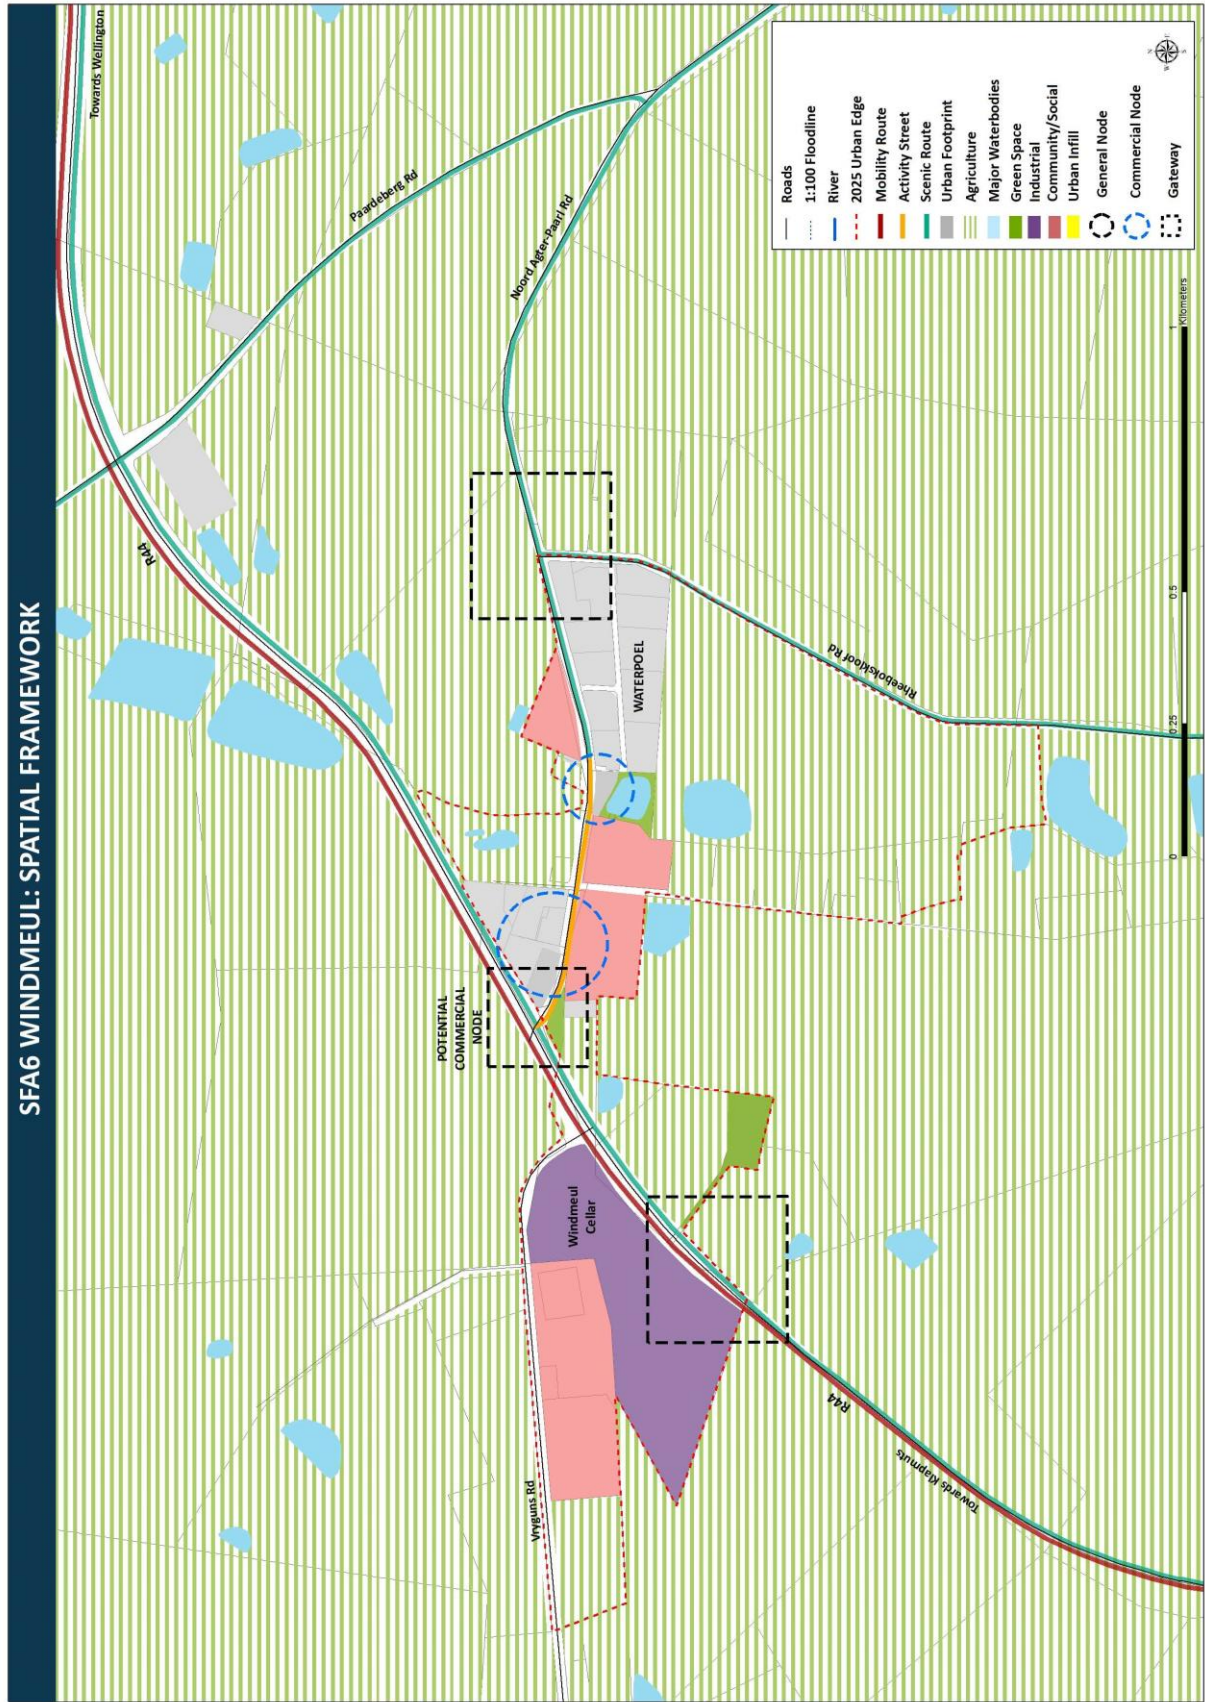 SFA6 WINDMEUL: SPATIAL FRAMEWORK
Towards Wellington
Paardeberg Rd
R44
Noord Agter-Paarl Rd
POTENTIAL
COMMERCIAL
NODE
WATERPOEL
Rheeboksklof Rd
Vryguns Rd
Windmeul
Cellar
R44
Towards Klapmuts
Roads
1:100 Floodline
River
2025 Urban Edge
Mobility Route
Activity Street
Scenic Route
Urban Footprint
Agriculture
Major Waterbodies
Green Space
Industrial
Community/Social
Urban Infill
General Node
Commercial Node
Gateway
N
E
S
W
0
0.25
0.5
1
Kilometers